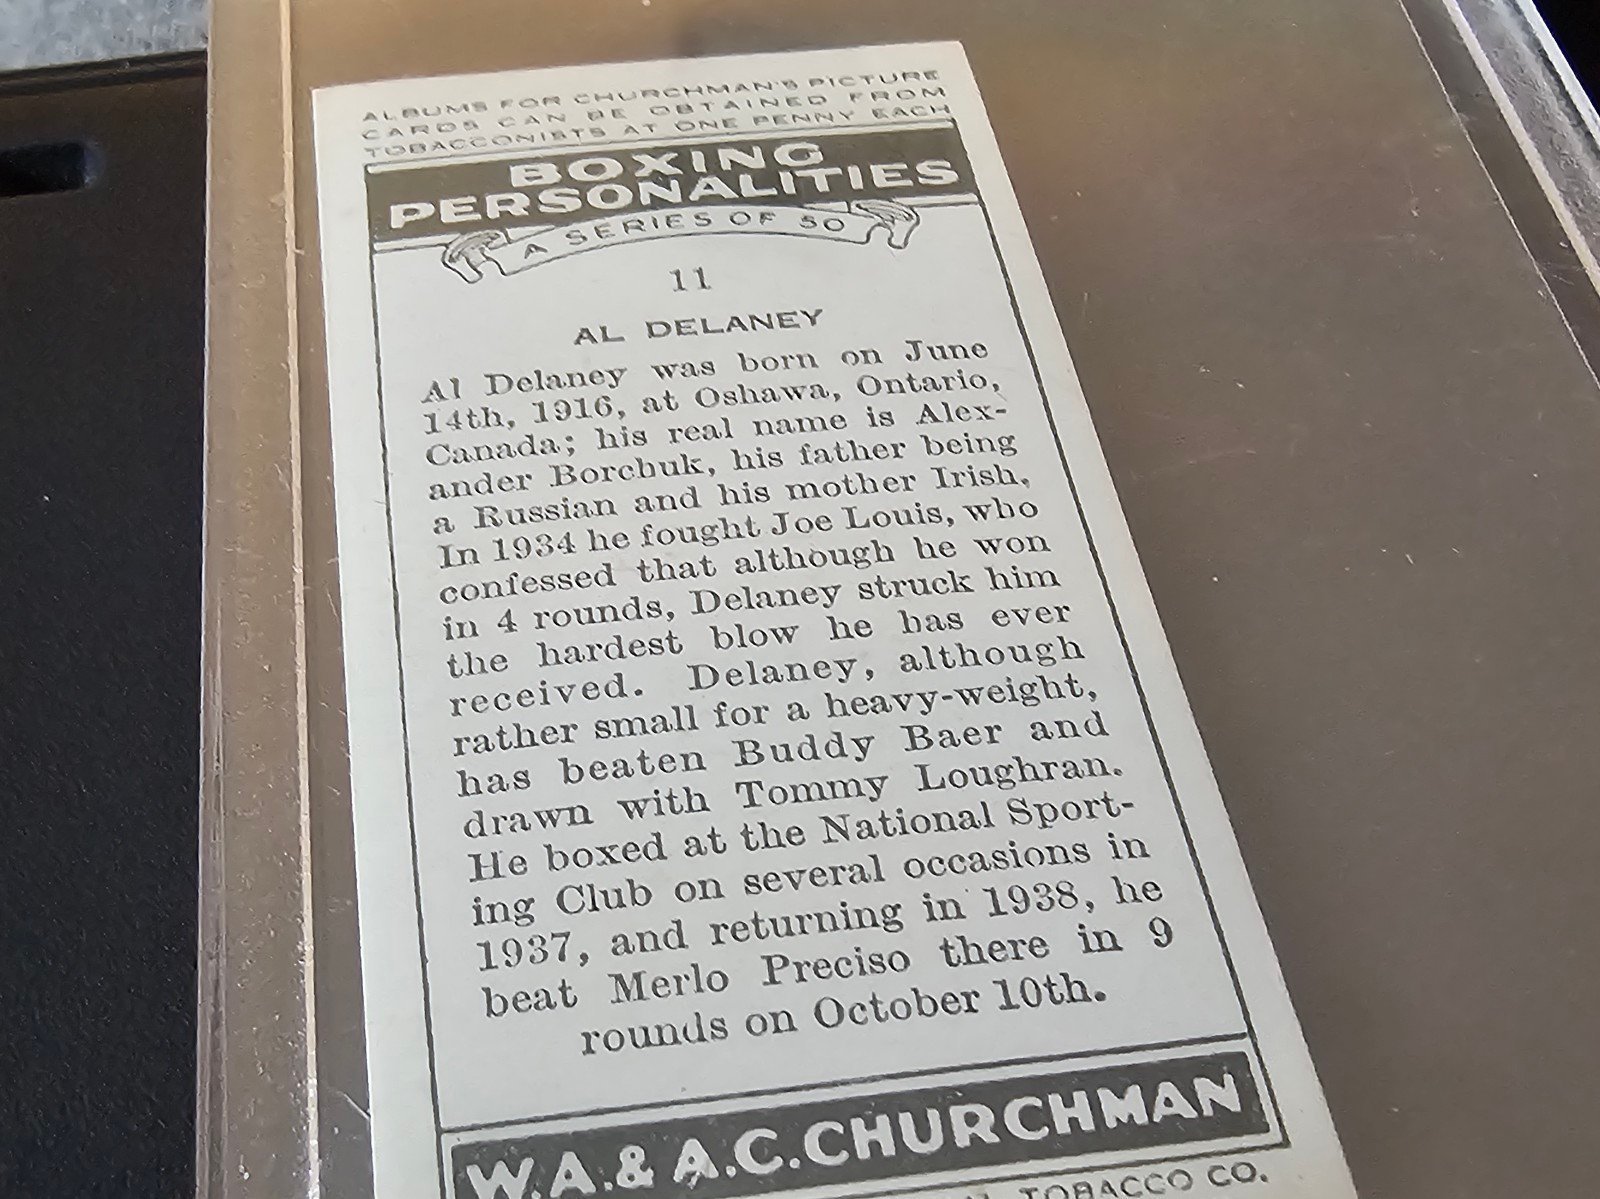 ALBUMS FOR CHURCHMAN'S PICTURE
CARDS CAN BE OBTAINED FROM
TOBACCONISTS AT ONE PENNY EACH
BOXING
PERSONALITIES
A SERIES OF 50
11
AL DELANEY
Al Delaney was born on June
14th, 1916, at Oshawa, Ontario,
Canada; his real name is Alex-
ander Borchuk, his father being
a Russian and his mother Irish.
In 1934 he fought Joe Louis, who
confessed that although he won
in 4 rounds, Delaney struck him
the hardest blow he has ever
received. Delaney, although
rather small for a heavy-weight,
has beaten Buddy Baer and
drawn with Tommy Loughran.
He boxed at the National Sport-
ing Club on several occasions in
1937, and returning in 1938, he
beat Merlo Preciso there in 9
rounds on October 10th.
W.A. & A.C. CHURCHMAN
TOBACCO CO.